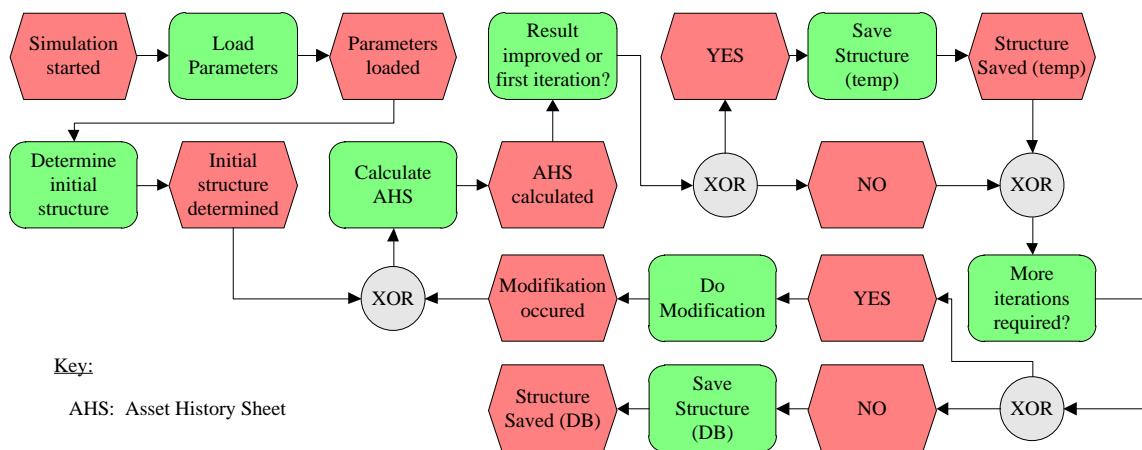 Simulation
started
Load
Parameters
Parameters
loaded
Result
improved or
first iteration?
YES
Save
Structure
(temp)
Structure
Saved (temp)
Determine
initial
structure
Initial
structure
determined
Calculate
AHS
AHS
calculated
XOR
NO
XOR
XOR
Modifikation
occured
Do
Modification
YES
More
iterations
required?
Key:
AHS: Asset History Sheet
Structure
Saved (DB)
Save
Structure
(DB)
NO
XOR